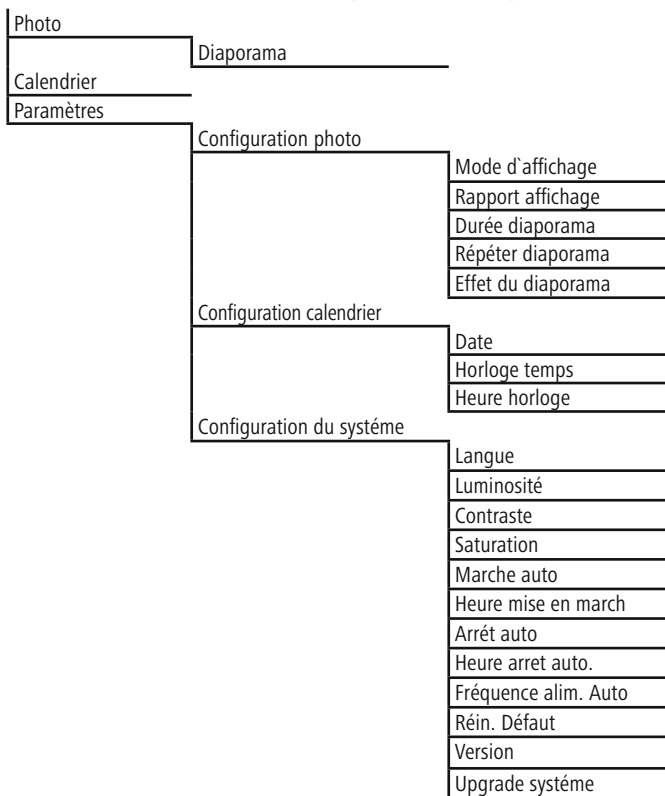 Photo
Diaporama
Calendrier
Paramètres
Configuration photo
Mode d`affichage
Rapport affichage
Durée diaporama
Répéter diaporama
Effet du diaporama
Configuration calendrier
Date
Horloge temps
Heure horloge
Configuration du systéme
Langue
Luminosité
Contraste
Saturation
Marche auto
Heure mise en march
Arrét auto
Heure arret auto.
Fréquence alim. Auto
Réin. Défaut
Version
Upgrade systéme